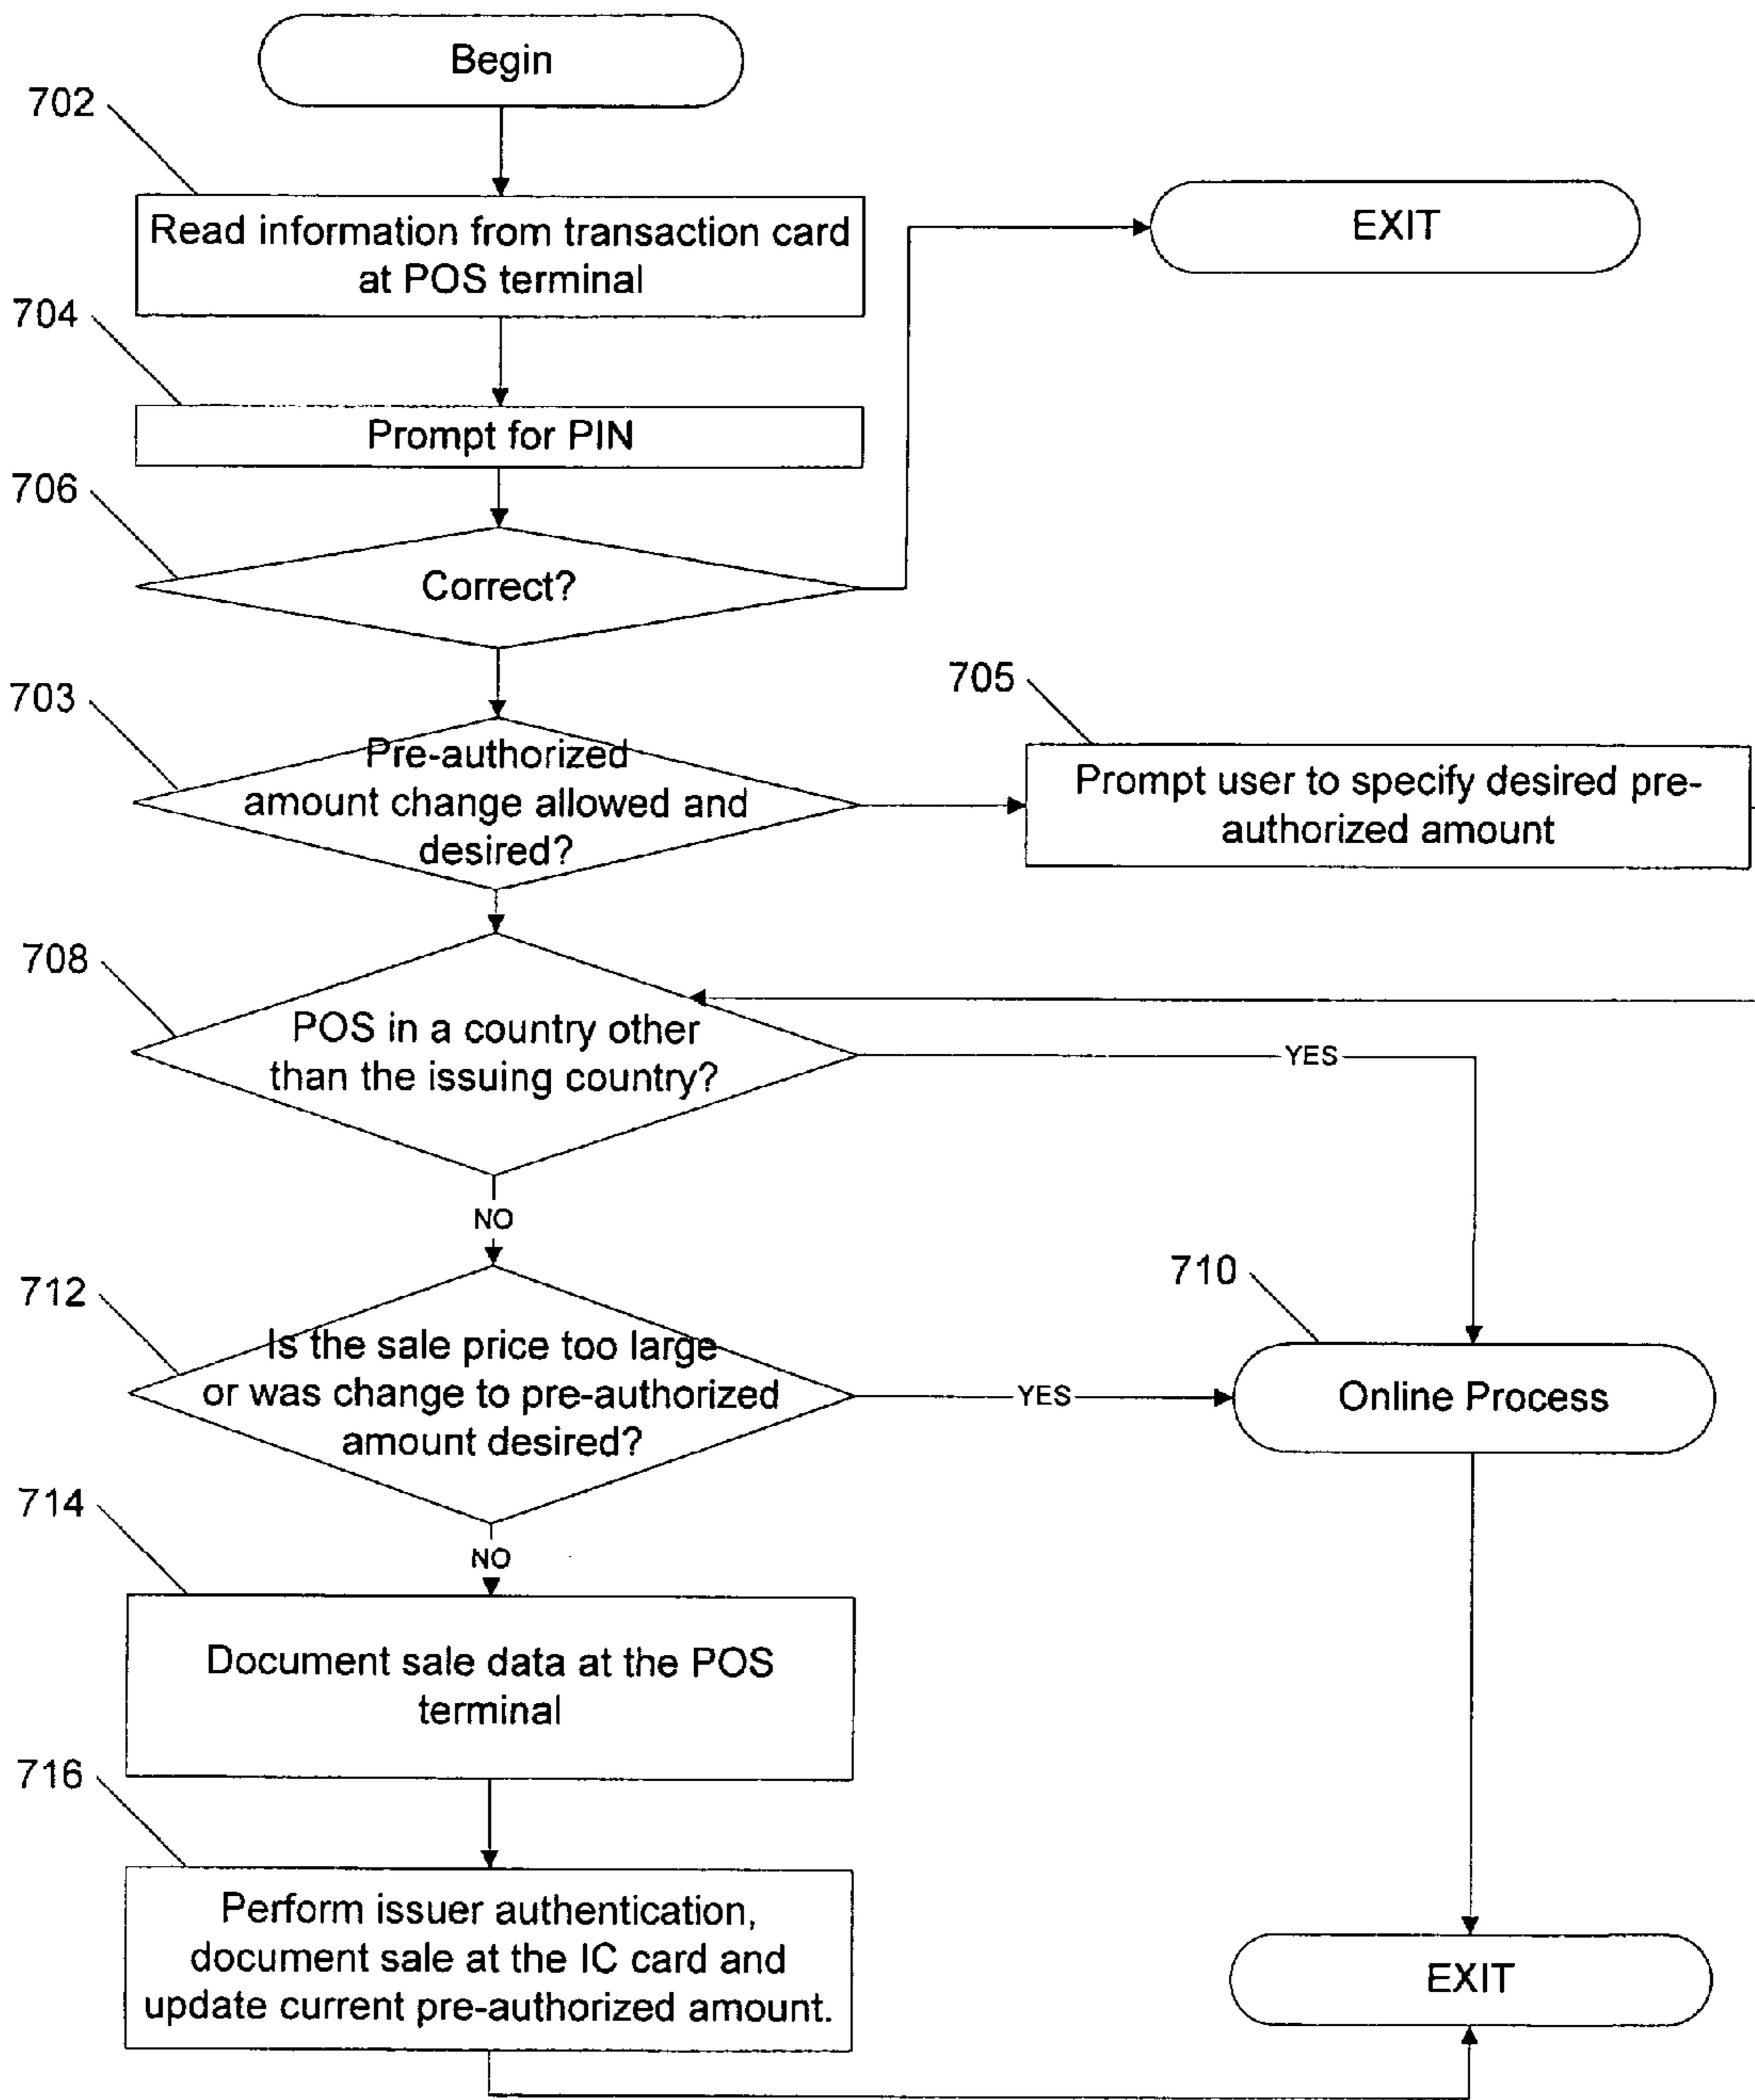 Begin
702
Read information from transaction card
at POS terminal
EXIT
704
Prompt for PIN
706
Correct?
703
Pre-authorized
amount change allowed and
desired?
705
Prompt user to specify desired pre-
authorized amount
708
POS in a country other
than the issuing country?
YES
NO
712
Is the sale price too large
or was change to pre-authorized
amount desired?
YES
710
Online Process
NO
714
Document sale data at the POS
terminal
716
Perform issuer authentication,
document sale at the IC card and
update current pre-authorized amount.
EXIT